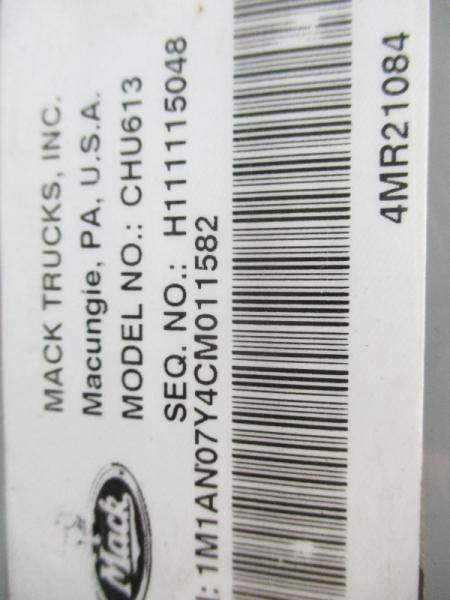 MACK TRUCKS, INC.
Macungie, PA, U.S.A.
MODEL NO.: CHU613
SEQ. NO.: H111115048
Mack
: 1M1AN07Y4CM011582
4MR21084